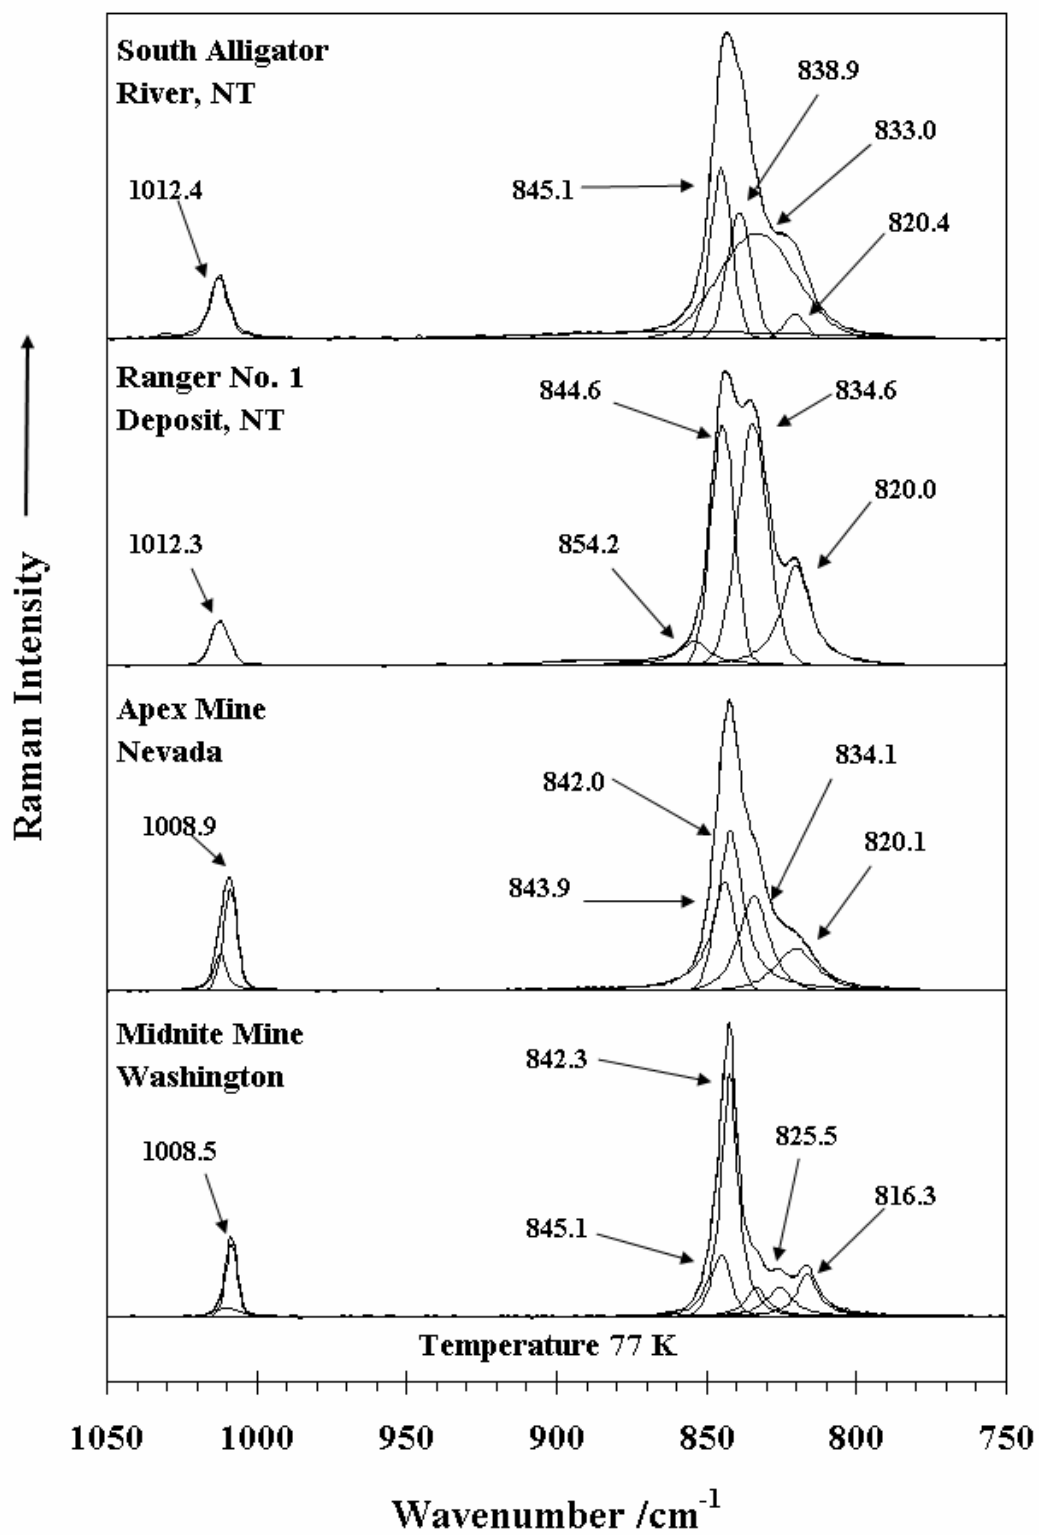 South Alligator
River, NT
838.9
833.0
1012.4
845.1
820.4
Ranger No. 1
Deposit, NT
844.6
834.6
820.0
1012.3
854.2
Apex Mine
Nevada
834.1
842.0
1008.9
820.1
843.9
Midnite Mine
Washington
842.3
825.5
1008.5
816.3
845.1
Temperature 77 K
Raman Intensity
1050 1000 950 900 850 800 750
Wavenumber /cm-1